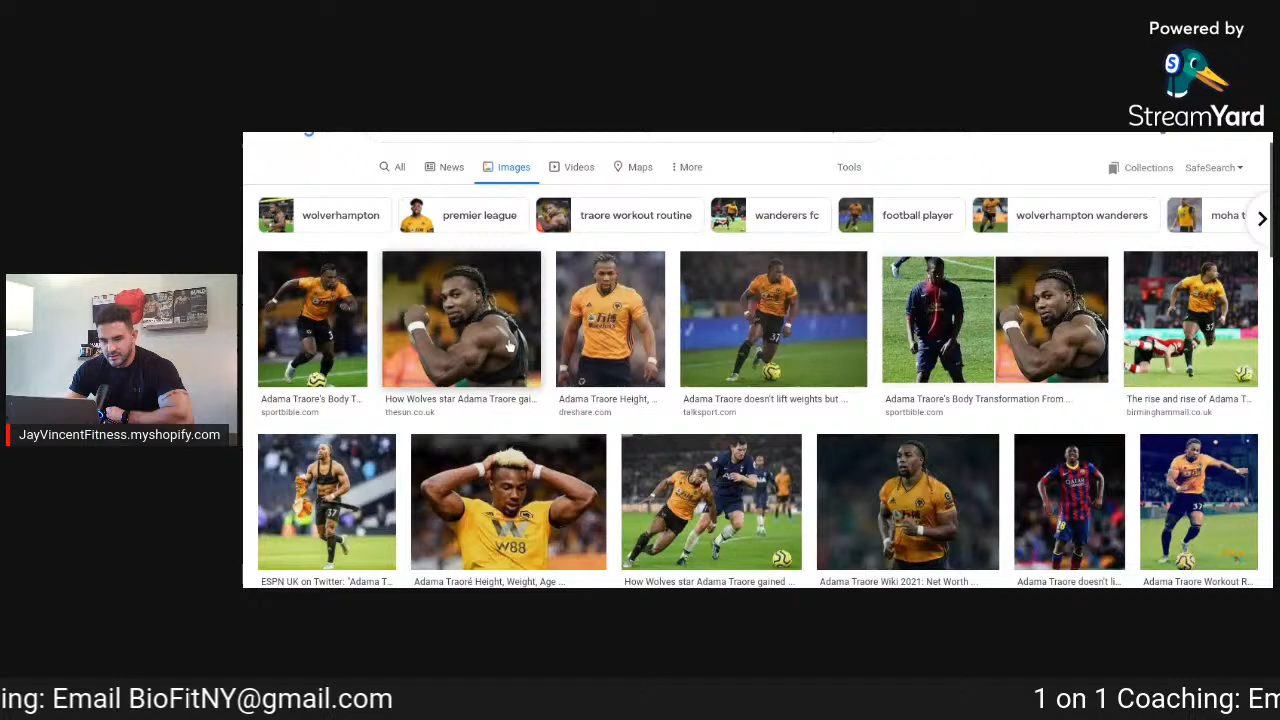 Powered by
StreamYard
All News Images Videos Maps More Tools Collections SafeSearch
wolverhampton premier league traore workout routine wanderers fc football player wolverhampton wanderers moha t
Adama Traore's Body T... How Wolves star Adama Traore gai... Adama Traore Height, ... Adama Traore doesn't lift weights but ... Adama Traore's Body Transformation From ... The rise and rise of Adama T...
sportbible.com thesun.co.uk dreshare.com talksport.com sportbible.com birminghammail.co.uk
37
W88
ESPN UK on Twitter: "Adama T... Adama Traoré Height, Weight, Age ... How Wolves star Adama Traore gained ... Adama Traore Wiki 2021: Net Worth ... Adama Traore doesn't li... Adama Traore Workout R...
JayVincentFitness.myshopify.com
ing: Email BioFitNY@gmail.com 1 on 1 Coaching: Em